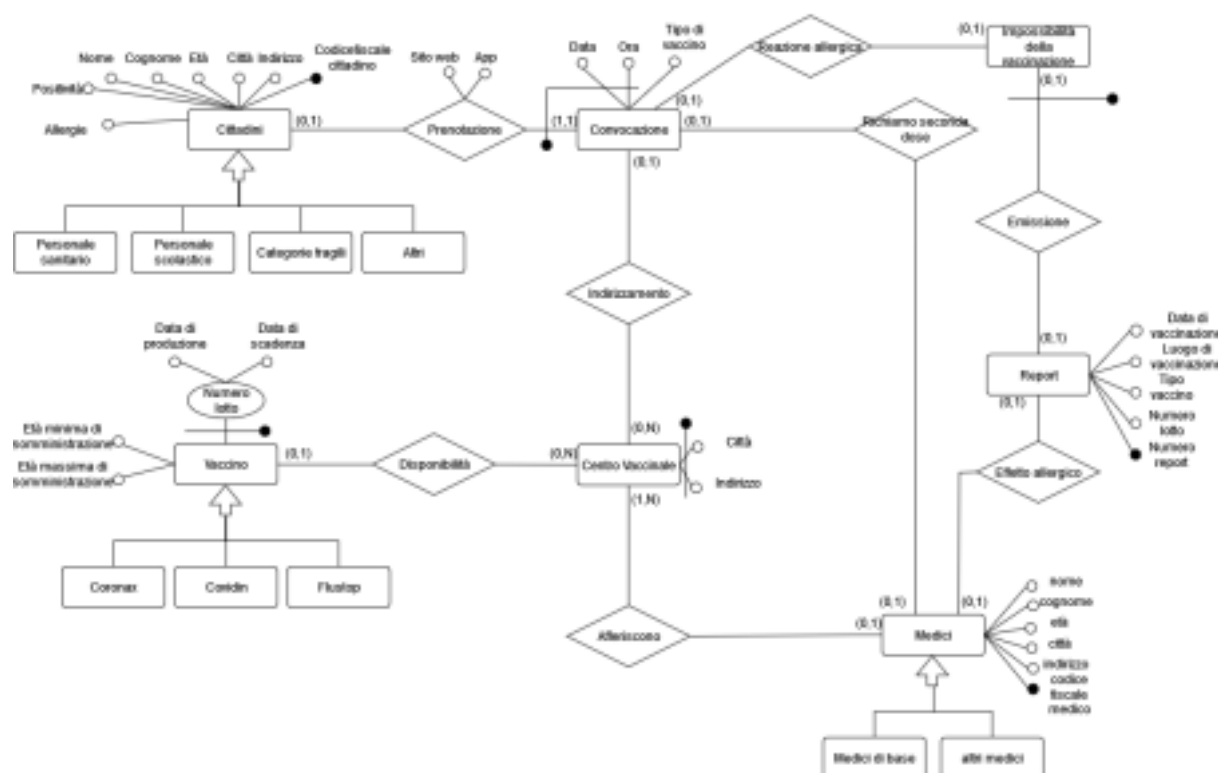 Nome
Cognome
Età
Città
Indirizzo
Codicefiscale
cittadino
Positività
Allergie
Cittadini
(0,1)
Sito web
App
Prenotazione
(1,1)
Data
Ora
Tipo di
vaccino
Convocazione
(0,1)
(0,1)
(0,1)
Reazione allergica
(0,1)
Impossibilità
della
vaccinazione
(0,1)
Richiamo seconda
dose
Personale
sanitario
Personale
scolastico
Categorie fragili
Altri
Emissione
Indirizzamento
(0,1)
Report
(0,1)
Data di
vaccinazione
Luogo di
vaccinazione
Tipo
vaccino
Numero
lotto
Numero
report
Data di
produzione
Data di
scadenza
Numero
lotto
Età minima di
somministrazione
Età massima di
somministrazione
Vaccino
(0,1)
Disponibilità
(0,N)
(0,N)
Centro Vaccinale
(1,N)
Città
Indirizzo
Effetto allergico
Coronax
Covidin
Flustop
Afferiscono
(0,1)
(0,1)
(0,1)
Medici
nome
cognome
età
città
indirizzo
codice
fiscale
medico
Medici di base
altri medici